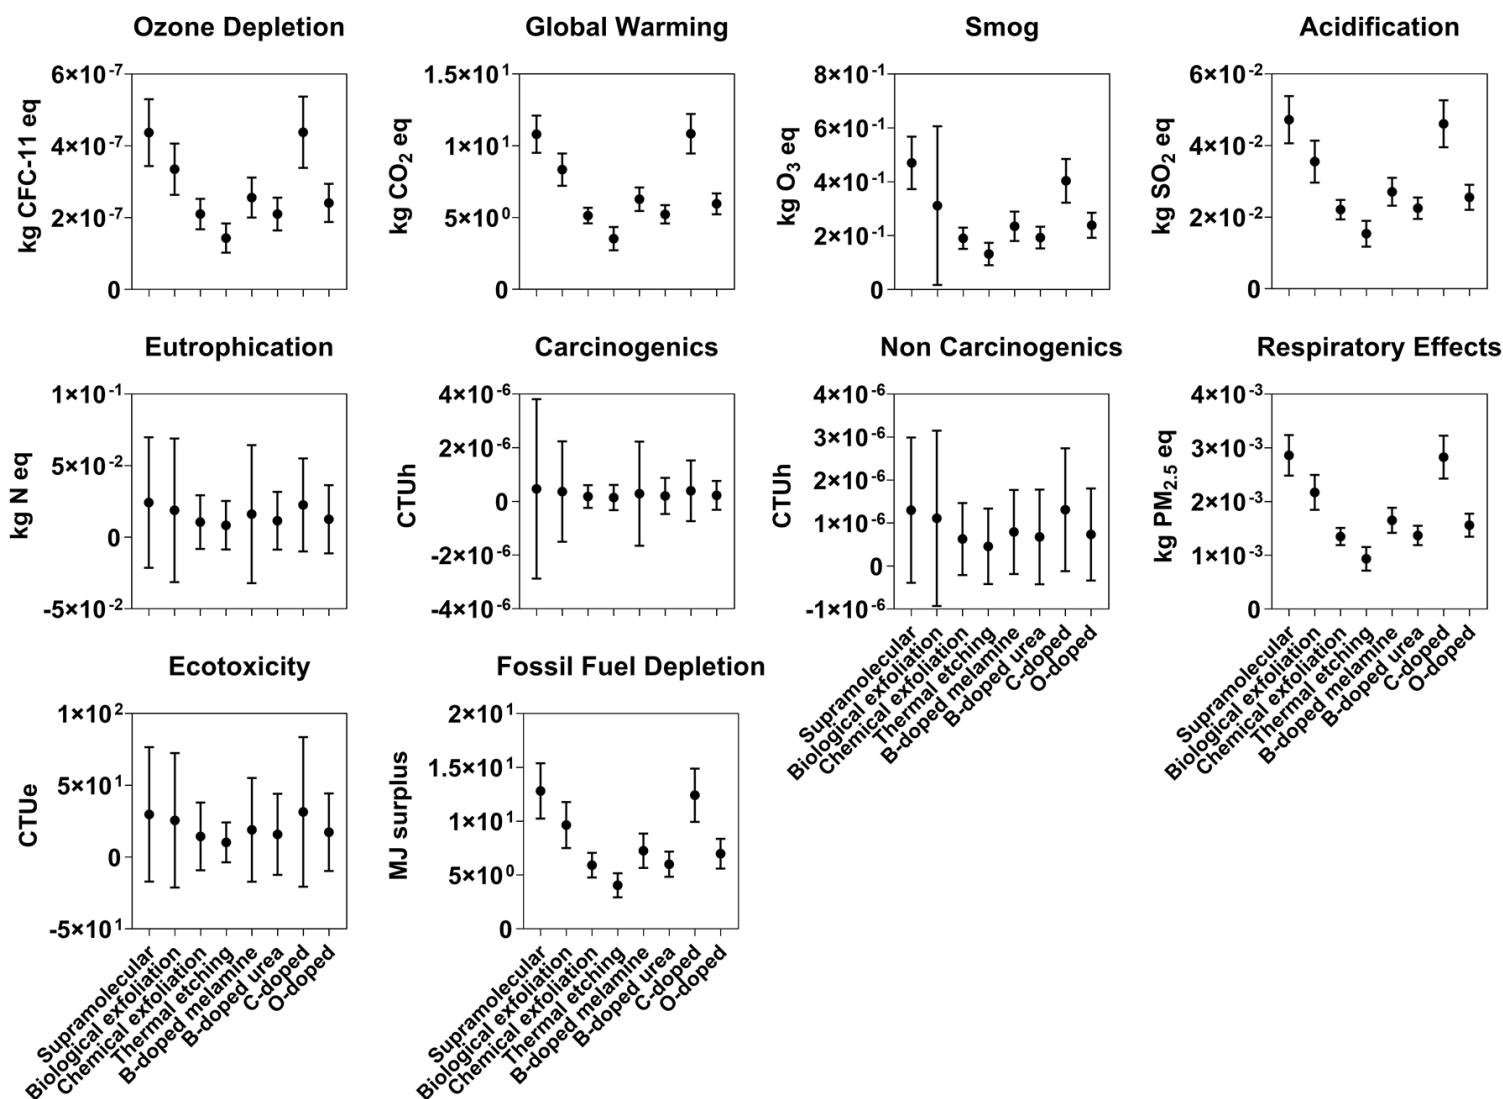 Ozone Depletion
kg CFC-11 eq
6×10⁻⁷
4×10⁻⁷
2×10⁻⁷
0
Global Warming
kg CO₂ eq
1.5×10¹
1×10¹
5×10⁰
0
Smog
kg O₃ eq
8×10⁻¹
6×10⁻¹
4×10⁻¹
2×10⁻¹
0
Acidification
kg SO₂ eq
6×10⁻²
4×10⁻²
2×10⁻²
0
Eutrophication
kg N eq
1×10⁻¹
5×10⁻²
0
-5×10⁻²
Carcinogenics
CTUh
4×10⁻⁶
2×10⁻⁶
0
-2×10⁻⁶
-4×10⁻⁶
Non Carcinogenics
CTUh
4×10⁻⁶
3×10⁻⁶
2×10⁻⁶
1×10⁻⁶
0
-1×10⁻⁶
Supramolecular
Biological exfoliation
Chemical exfoliation
Thermal etching
B-doped melamine
B-doped urea
C-doped
O-doped
Respiratory Effects
kg PM₂.₅ eq
4×10⁻³
3×10⁻³
2×10⁻³
1×10⁻³
0
Supramolecular
Biological exfoliation
Chemical exfoliation
Thermal etching
B-doped melamine
B-doped urea
C-doped
O-doped
Ecotoxicity
CTUe
1×10²
5×10¹
0
-5×10¹
Supramolecular
Biological exfoliation
Chemical exfoliation
Thermal etching
B-doped melamine
B-doped urea
C-doped
O-doped
Fossil Fuel Depletion
MJ surplus
2×10¹
1.5×10¹
1×10¹
5×10⁰
0
Supramolecular
Biological exfoliation
Chemical exfoliation
Thermal etching
B-doped melamine
B-doped urea
C-doped
O-doped